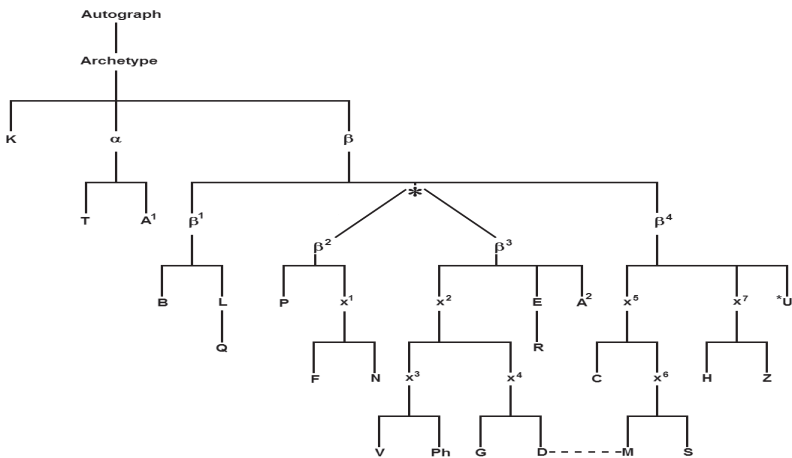 Autograph
Archetype
K α β
T A¹ β¹ * β⁴
β² β³
B L P x¹ x² E A² x⁵ x⁷ *U
Q R
F N x³ x⁴ C x⁶ H Z
V Ph G D M S